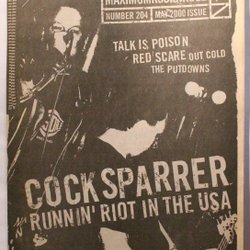 MAXIMUMROCKNROLL
NUMBER 204 MAY 2000 ISSUE
TALK IS POISON
RED SCARE OUT COLD
THE PUTDOWNS
COCK SPARRER
RUNNIN' RIOT IN THE USA